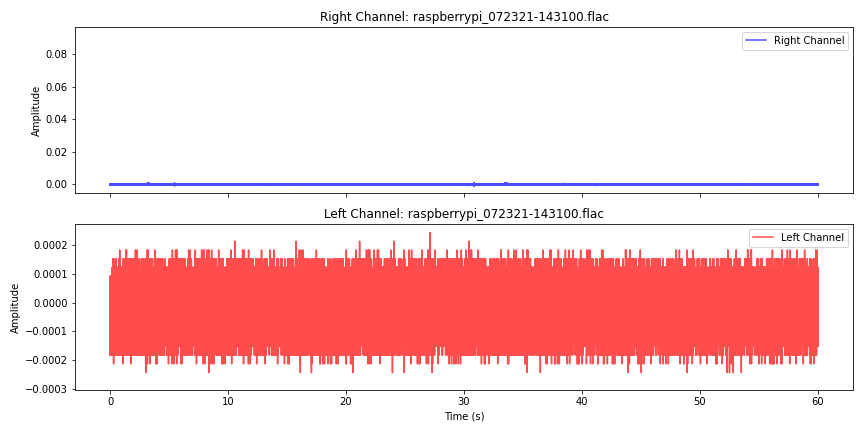 Right Channel: raspberrypi_072321-143100.flac
Right Channel
0.08
0.06
0.04
0.02
0.00
Amplitude
Left Channel: raspberrypi_072321-143100.flac
Left Channel
0.0002
0.0001
0.0000
−0.0001
−0.0002
−0.0003
Amplitude
0 10 20 30 40 50 60
Time (s)